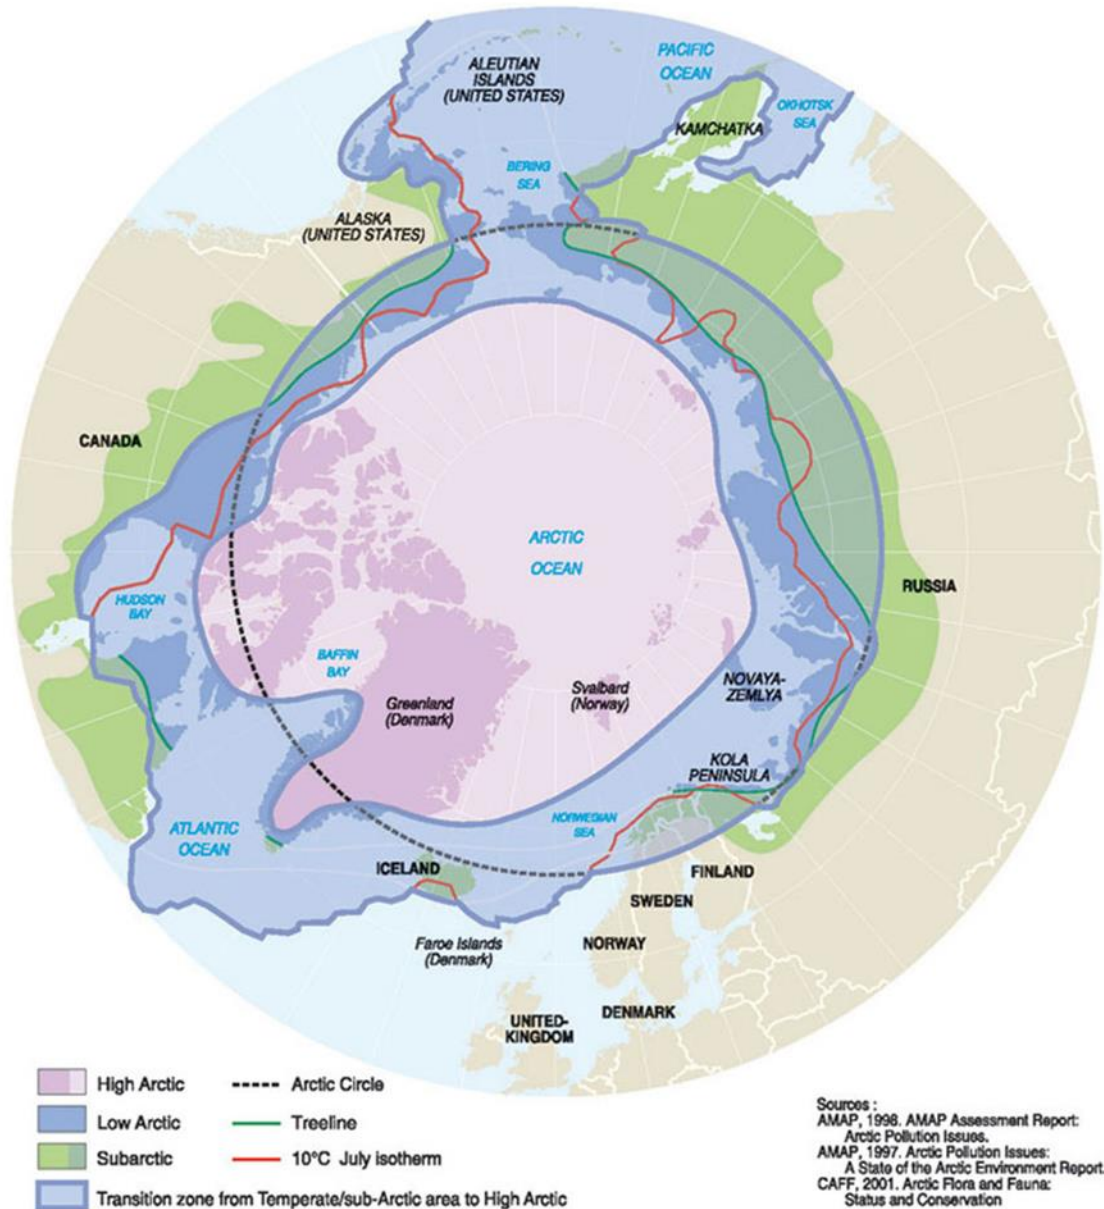 ALEUTIAN
ISLANDS
(UNITED STATES)
PACIFIC
OCEAN
OKHOTSK
SEA
KAMCHATKA
BERING
SEA
ALASKA
(UNITED STATES)
CANADA
ARCTIC
OCEAN
RUSSIA
HUDSON
BAY
BAFFIN
BAY
Greenland
(Denmark)
Svalbard
(Norway)
NOVAYA-
ZEMLYA
KOLA
PENINSULA
ATLANTIC
OCEAN
NORWEGIAN
SEA
ICELAND
FINLAND
SWEDEN
NORWAY
Faroe Islands
(Denmark)
DENMARK
UNITED-
KINGDOM
High Arctic
Low Arctic
Subarctic
Arctic Circle
Treeline
10°C July isotherm
Transition zone from Temperate/sub-Arctic area to High Arctic
Sources :
AMAP, 1998. AMAP Assessment Report:
Arctic Pollution Issues.
AMAP, 1997. Arctic Pollution Issues:
A State of the Arctic Environment Report.
CAFF, 2001. Arctic Flora and Fauna:
Status and Conservation